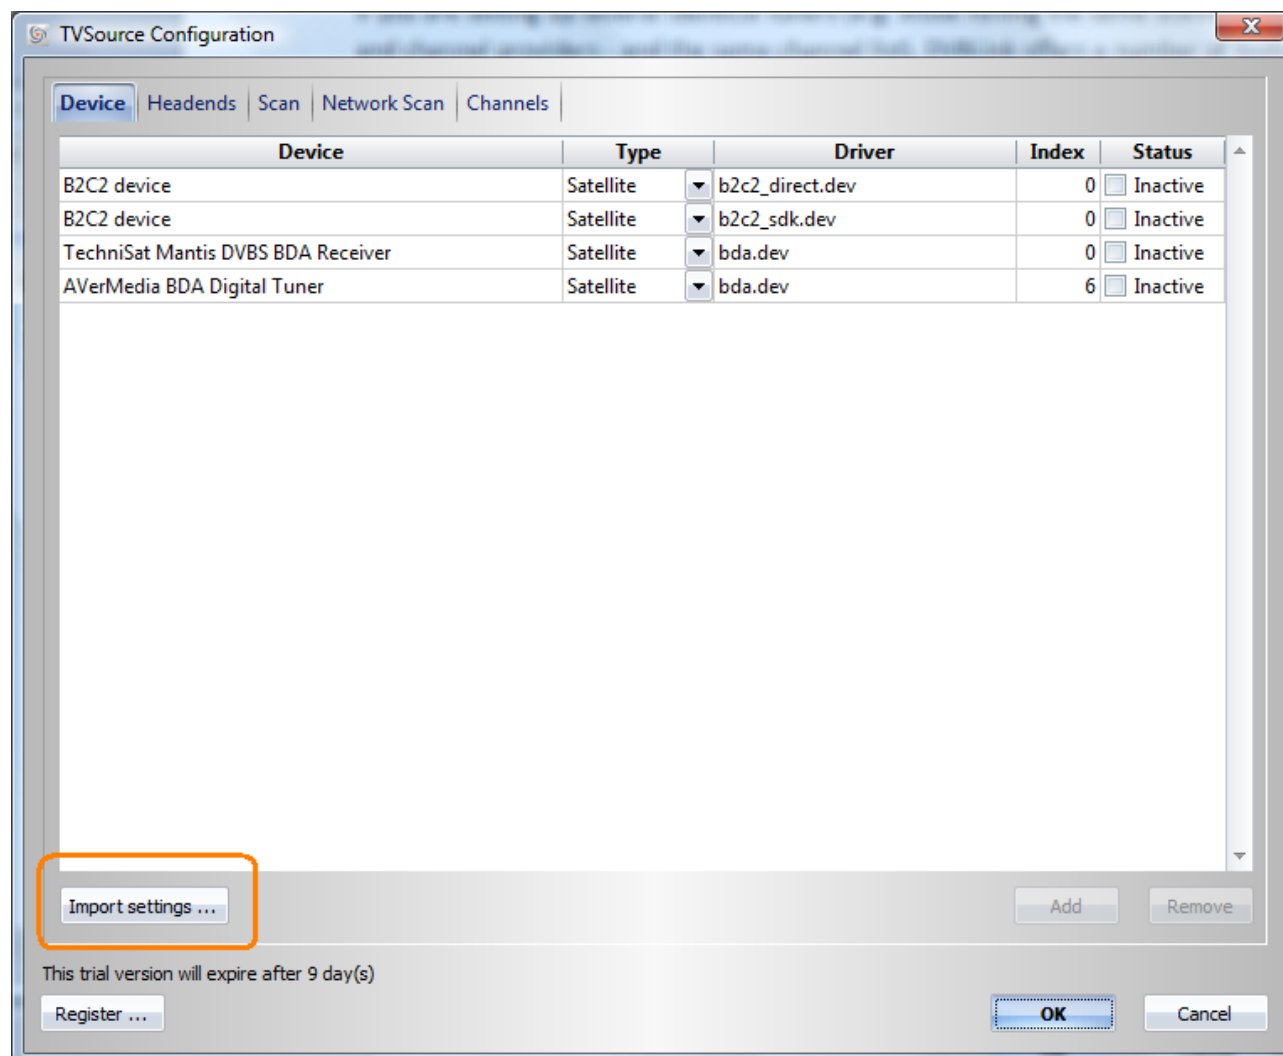 TVSource Configuration
Device Headends Scan Network Scan Channels
Device Type Driver Index Status
B2C2 device Satellite b2c2_direct.dev 0 Inactive
B2C2 device Satellite b2c2_sdk.dev 0 Inactive
TechniSat Mantis DVBS BDA Receiver Satellite bda.dev 0 Inactive
AVerMedia BDA Digital Tuner Satellite bda.dev 6 Inactive
Import settings ... Add Remove
This trial version will expire after 9 day(s)
Register ... OK Cancel